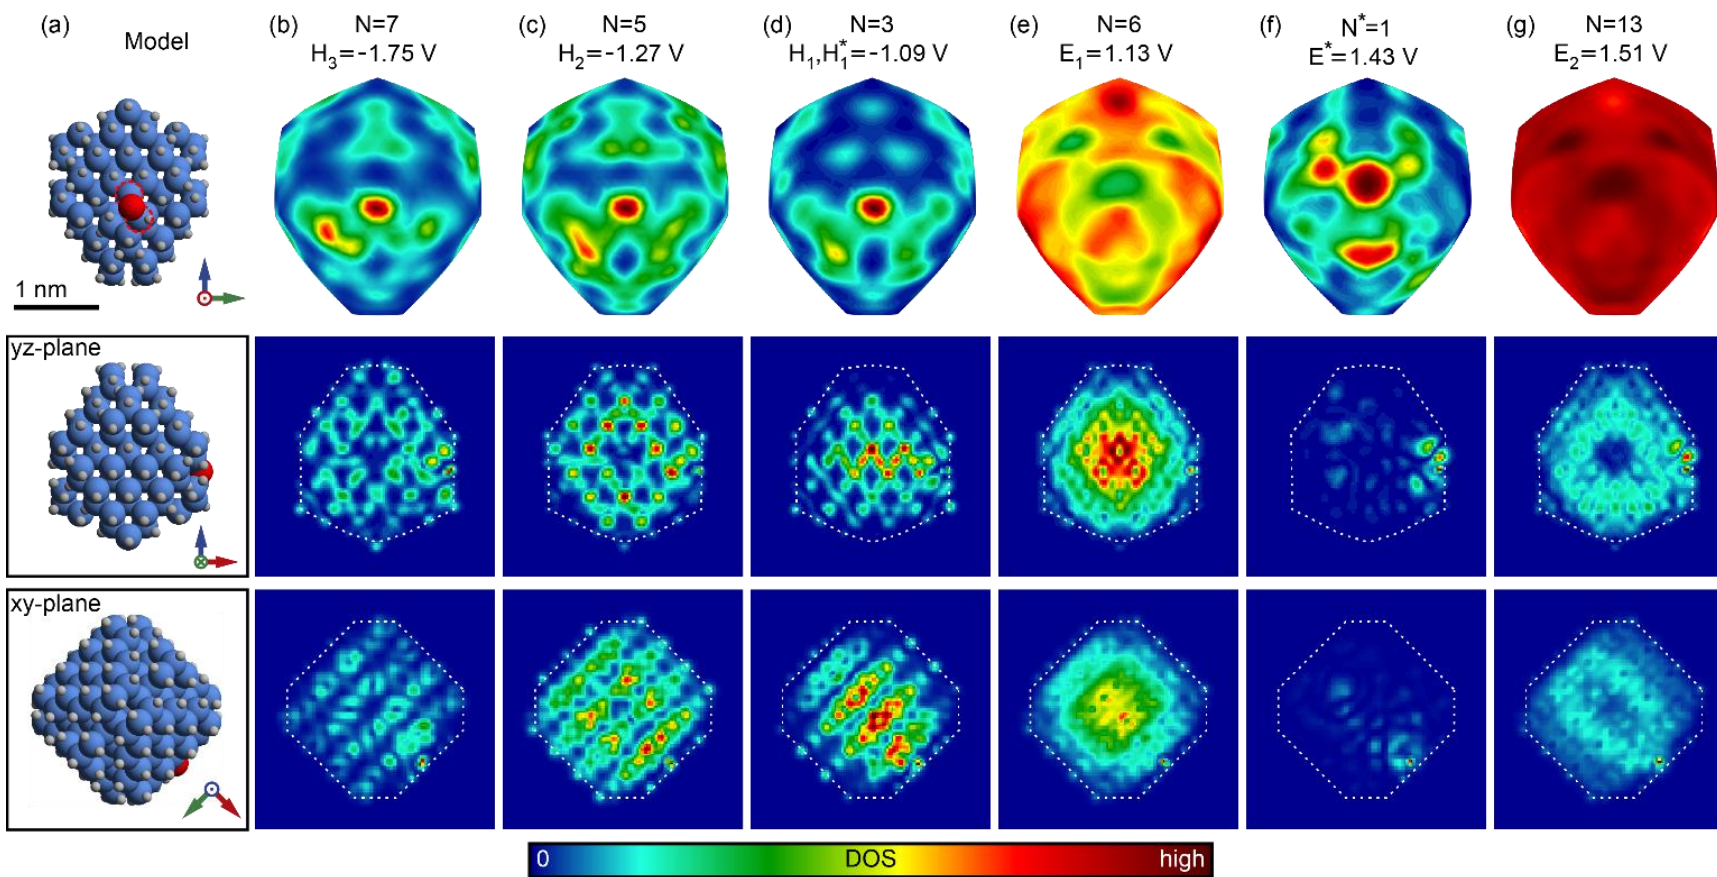 (a)
Model
(b) N=7
H₃=-1.75 V
(c) N=5
H₂=-1.27 V
(d) N=3
H₁,H₁*=-1.09 V
(e) N=6
E₁=1.13 V
(f) N*=1
E*=1.43 V
(g) N=13
E₂=1.51 V
1 nm
yz-plane
xy-plane
0 DOS high